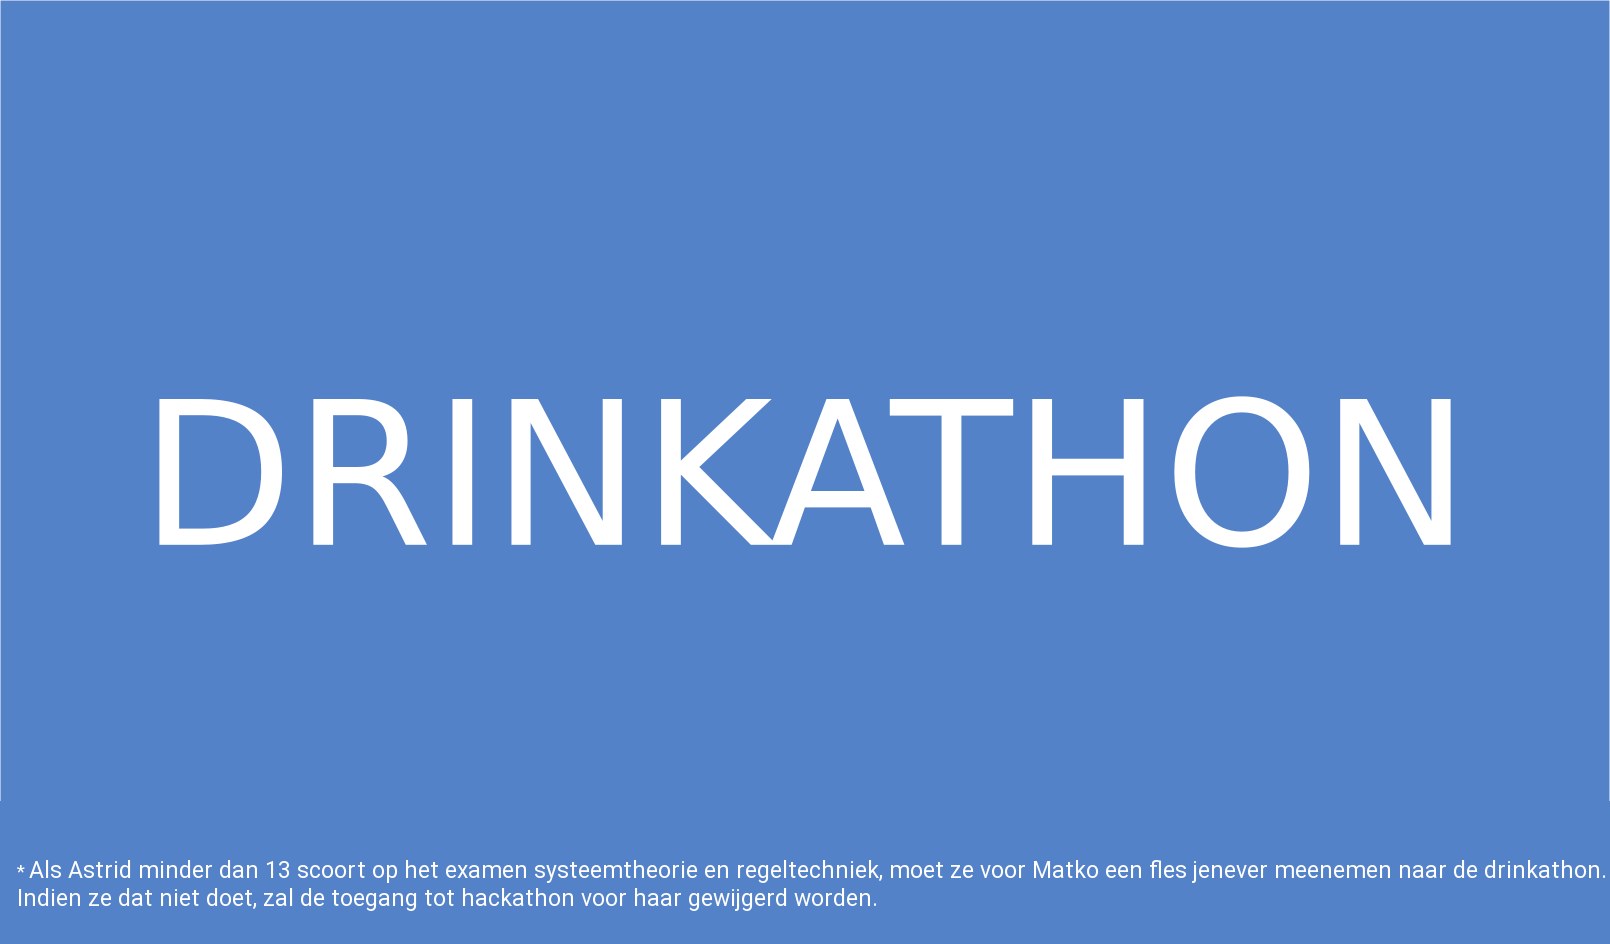 DRINKATHON
* Als Astrid minder dan 13 scoort op het examen systeemtheorie en regeltechniek, moet ze voor Matko een fles jenever meenemen naar de drinkathon.
Indien ze dat niet doet, zal de toegang tot hackathon voor haar gewijgerd worden.